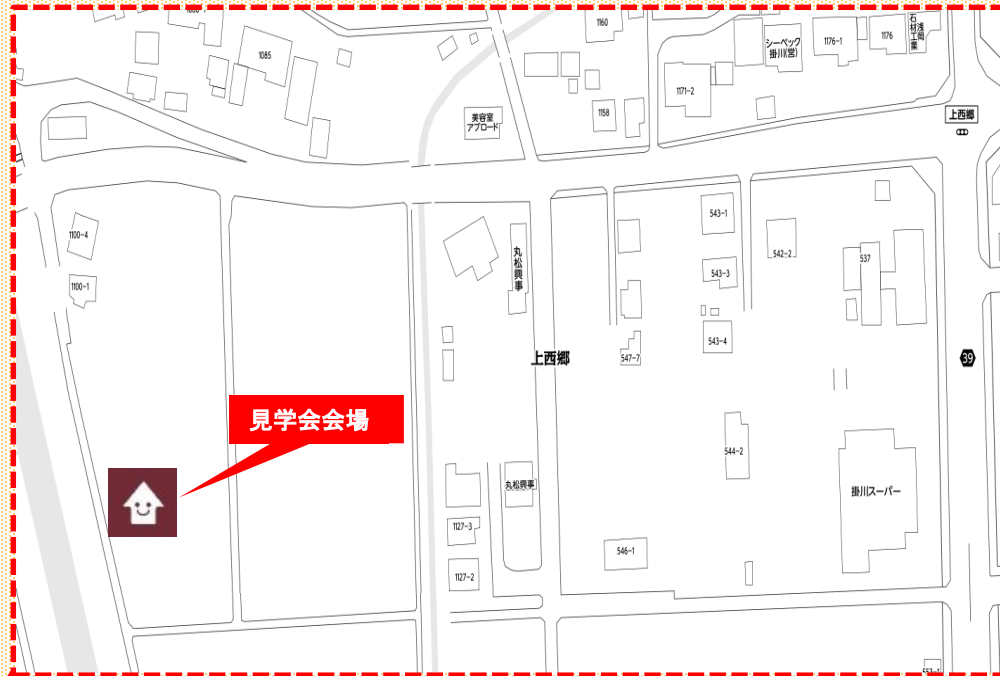 1160
1085
シーベック
掛川(営)
1176-1
1176
浅岡
石材工業
1171-2
1158
美容室
アブロード
上西郷
1100-4
1100-1
丸松興事
543-1
542-2
543-3
537
543-4
547-7
上西郷
39
見学会会場
544-2
丸松興事
掛川スーパー
1127-3
546-1
1127-2